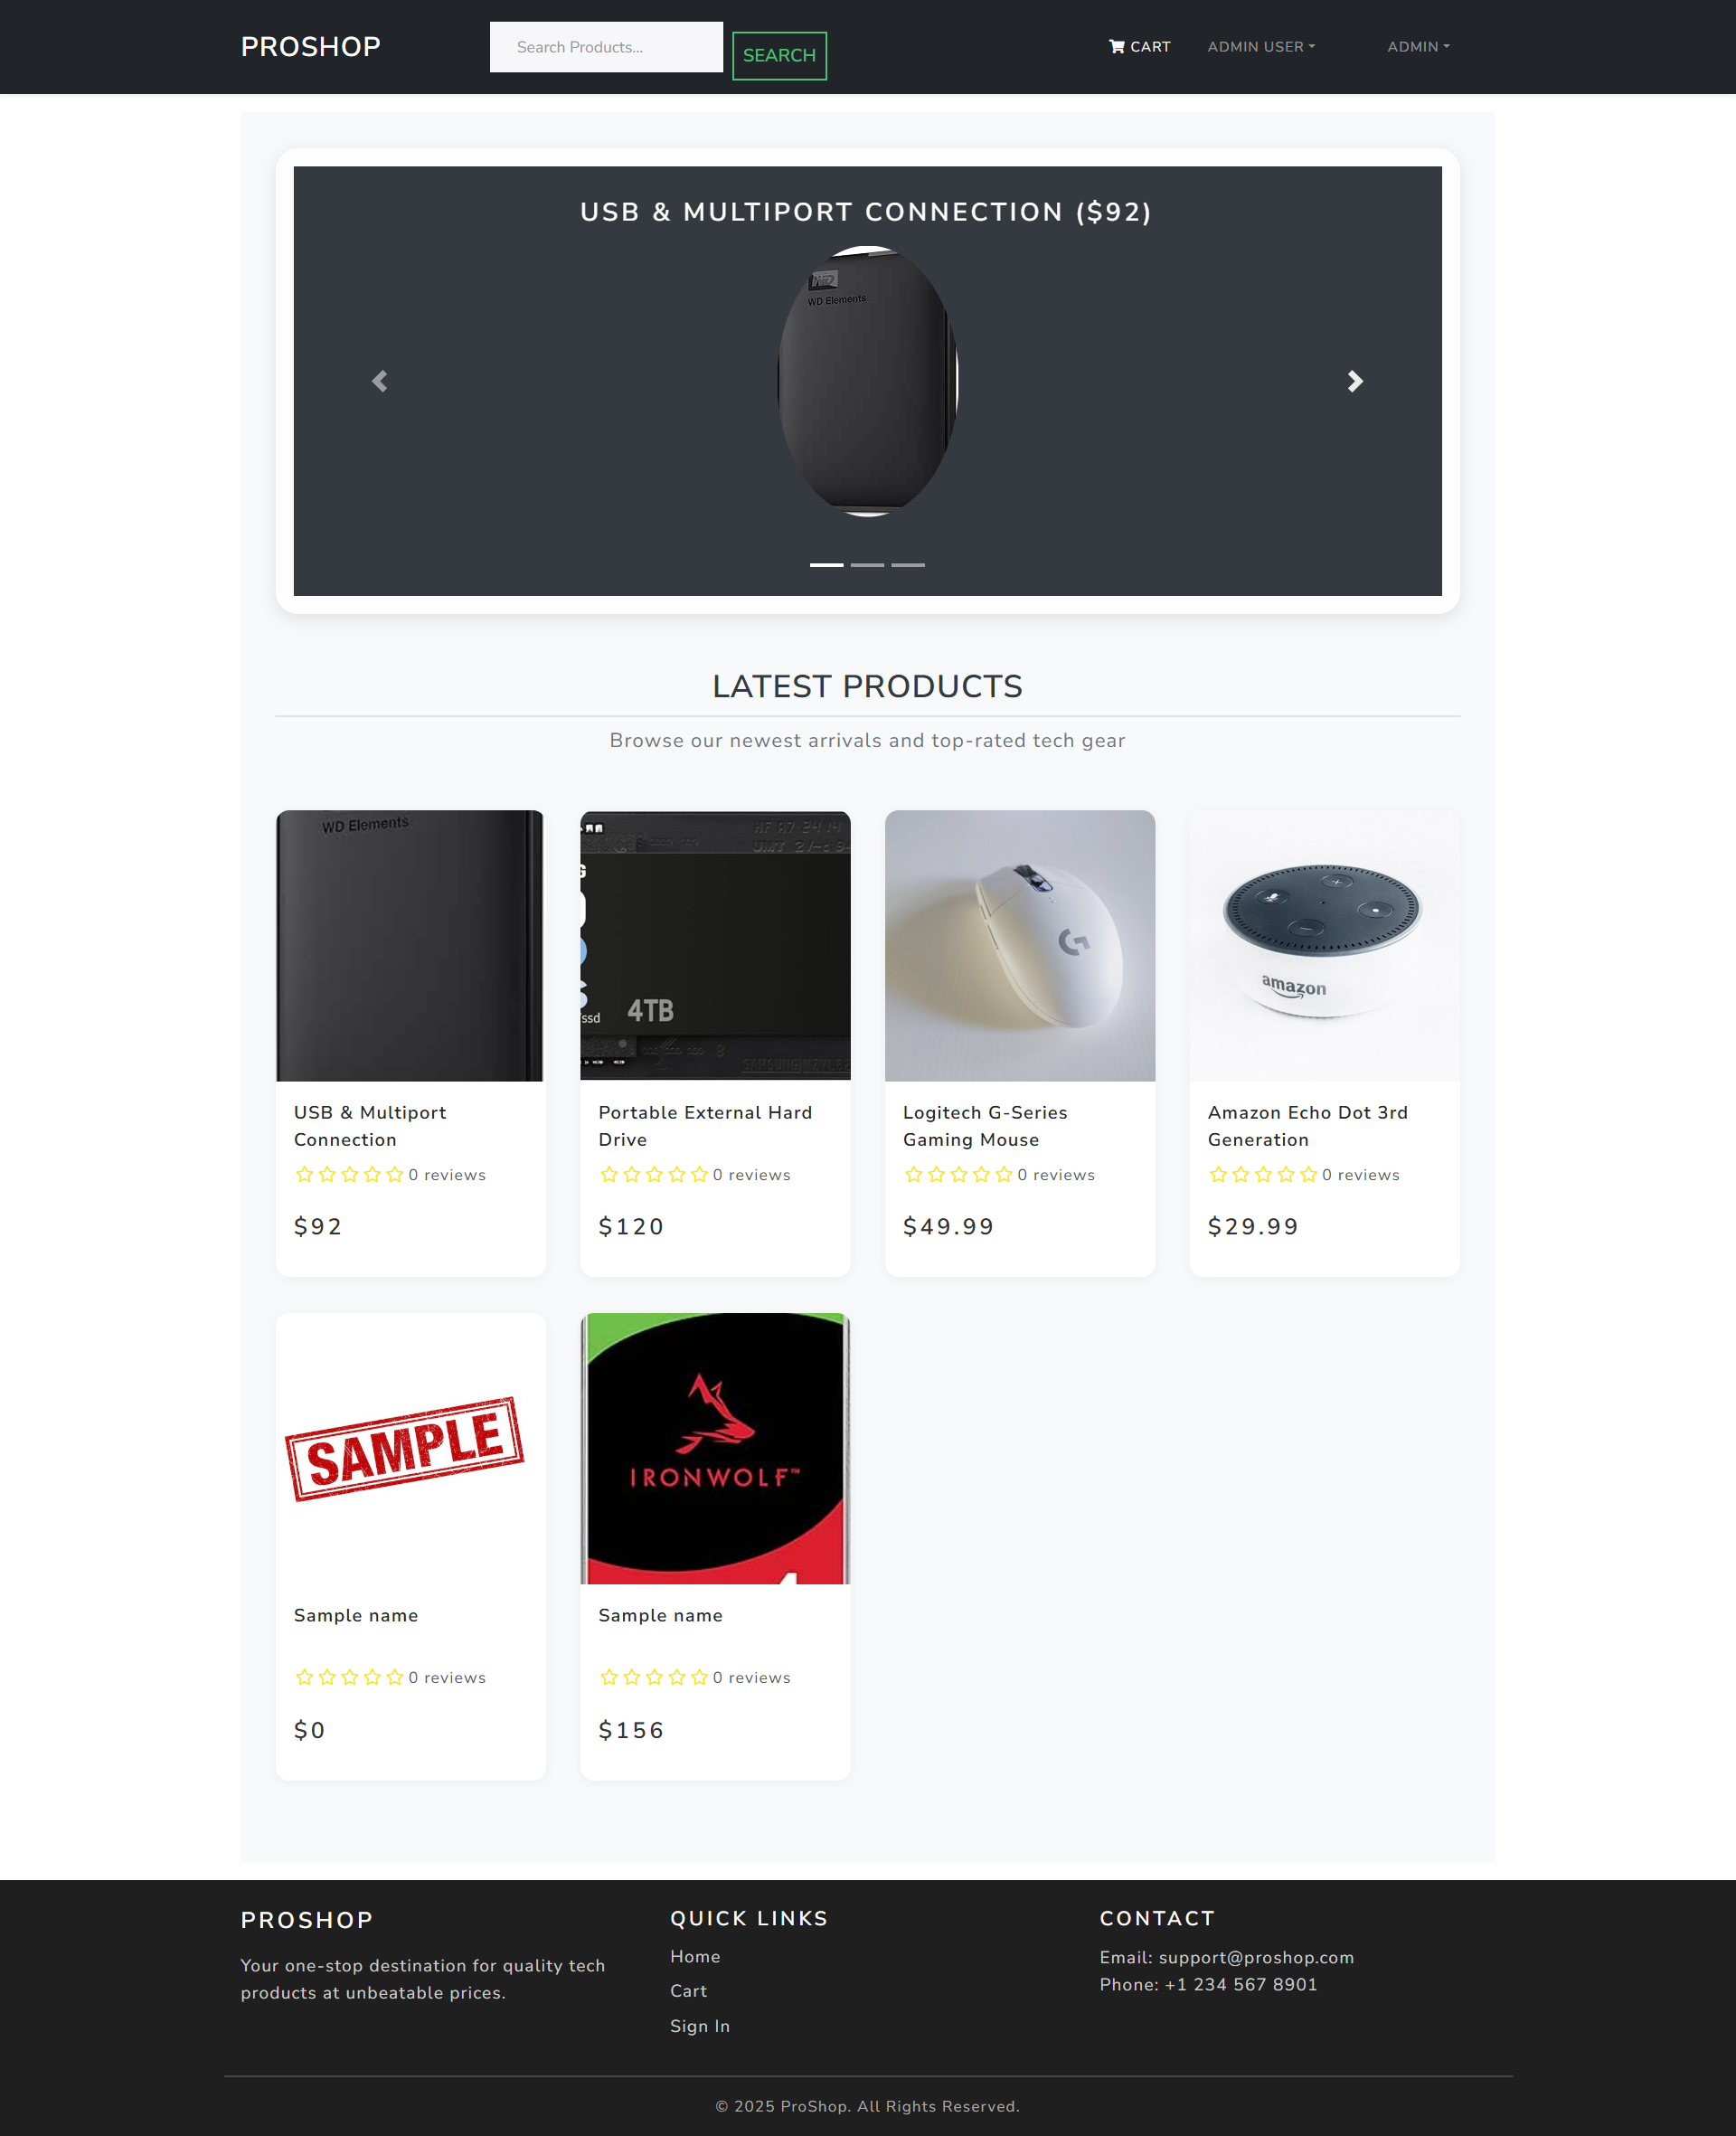 PROSHOP
Search Products...
SEARCH
CART
ADMIN USER
ADMIN
USB & MULTIPORT CONNECTION ($92)
WD
WD Elements
LATEST PRODUCTS
Browse our newest arrivals and top-rated tech gear
WD Elements
ssd 4TB
G
amazon
USB & Multiport
Connection
0 reviews
$92
Portable External Hard
Drive
0 reviews
$120
Logitech G-Series
Gaming Mouse
0 reviews
$49.99
Amazon Echo Dot 3rd
Generation
0 reviews
$29.99
SAMPLE
IRONWOLF™
Sample name
0 reviews
$0
Sample name
0 reviews
$156
PROSHOP
Your one-stop destination for quality tech
products at unbeatable prices.
QUICK LINKS
Home
Cart
Sign In
CONTACT
Email: support@proshop.com
Phone: +1 234 567 8901
© 2025 ProShop. All Rights Reserved.